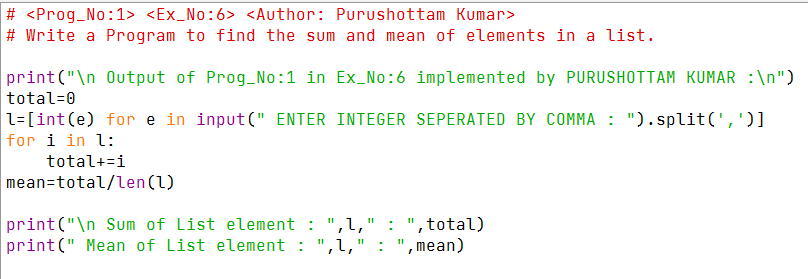 # <Prog_No:1> <Ex_No:6> <Author: Purushottam Kumar>
# Write a Program to find the sum and mean of elements in a list.
print("\n Output of Prog_No:1 in Ex_No:6 implemented by PURUSHOTTAM KUMAR :\n")
total=0
l=[int(e) for e in input(" ENTER INTEGER SEPERATED BY COMMA : ").split(',')]
for i in l:
    total+=i
mean=total/len(l)
print("\n Sum of List element : ",l," : ",total)
print(" Mean of List element : ",l," : ",mean)